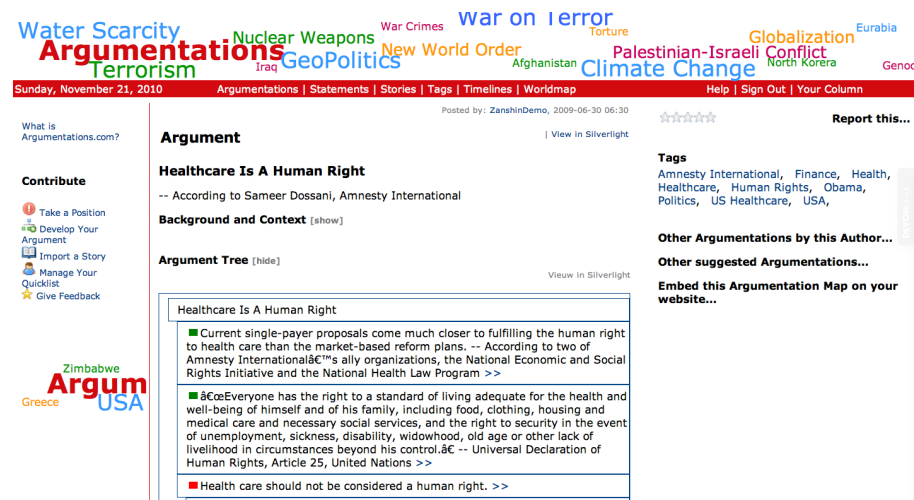 War on Terror
Water Scarcity
Nuclear Weapons
War Crimes
Torture
Globalization
Eurabia
Argumentations
New World Order
Palestinian-Israeli Conflict
Terrorism
Iraq
GeoPolitics
Afghanistan
Climate Change
North Korera
Sunday, November 21, 2010
Argumentations | Statements | Stories | Tags | Timelines | Worldmap
Help | Sign Out | Your Column
What is
Argumentations.com?
Contribute
Take a Position
Develop Your
Argument
Import a Story
Manage Your
Quicklist
Give Feedback
Zimbabwe
Argum
Greece
USA
Posted by: ZanshinDemo, 2009-06-30 06:30
Argument
| View in Silverlight
Healthcare Is A Human Right
-- According to Sameer Dossani, Amnesty International
Background and Context [show]
Argument Tree [hide]
Vieuw in Silverlight
Healthcare Is A Human Right
Current single-payer proposals come much closer to fulfilling the human right
to health care than the market-based reform plans. -- According to two of
Amnesty Internationalâ€™s ally organizations, the National Economic and Social
Rights Initiative and the National Health Law Program >>
â€œEveryone has the right to a standard of living adequate for the health and
well-being of himself and of his family, including food, clothing, housing and
medical care and necessary social services, and the right to security in the event
of unemployment, sickness, disability, widowhood, old age or other lack of
livelihood in circumstances beyond his control.â€ -- Universal Declaration of
Human Rights, Article 25, United Nations >>
Health care should not be considered a human right. >>
Report this...
Tags
Amnesty International, Finance, Health,
Healthcare, Human Rights, Obama,
Politics, US Healthcare, USA,
Other Argumentations by this Author...
Other suggested Argumentations...
Embed this Argumentation Map on your
website...